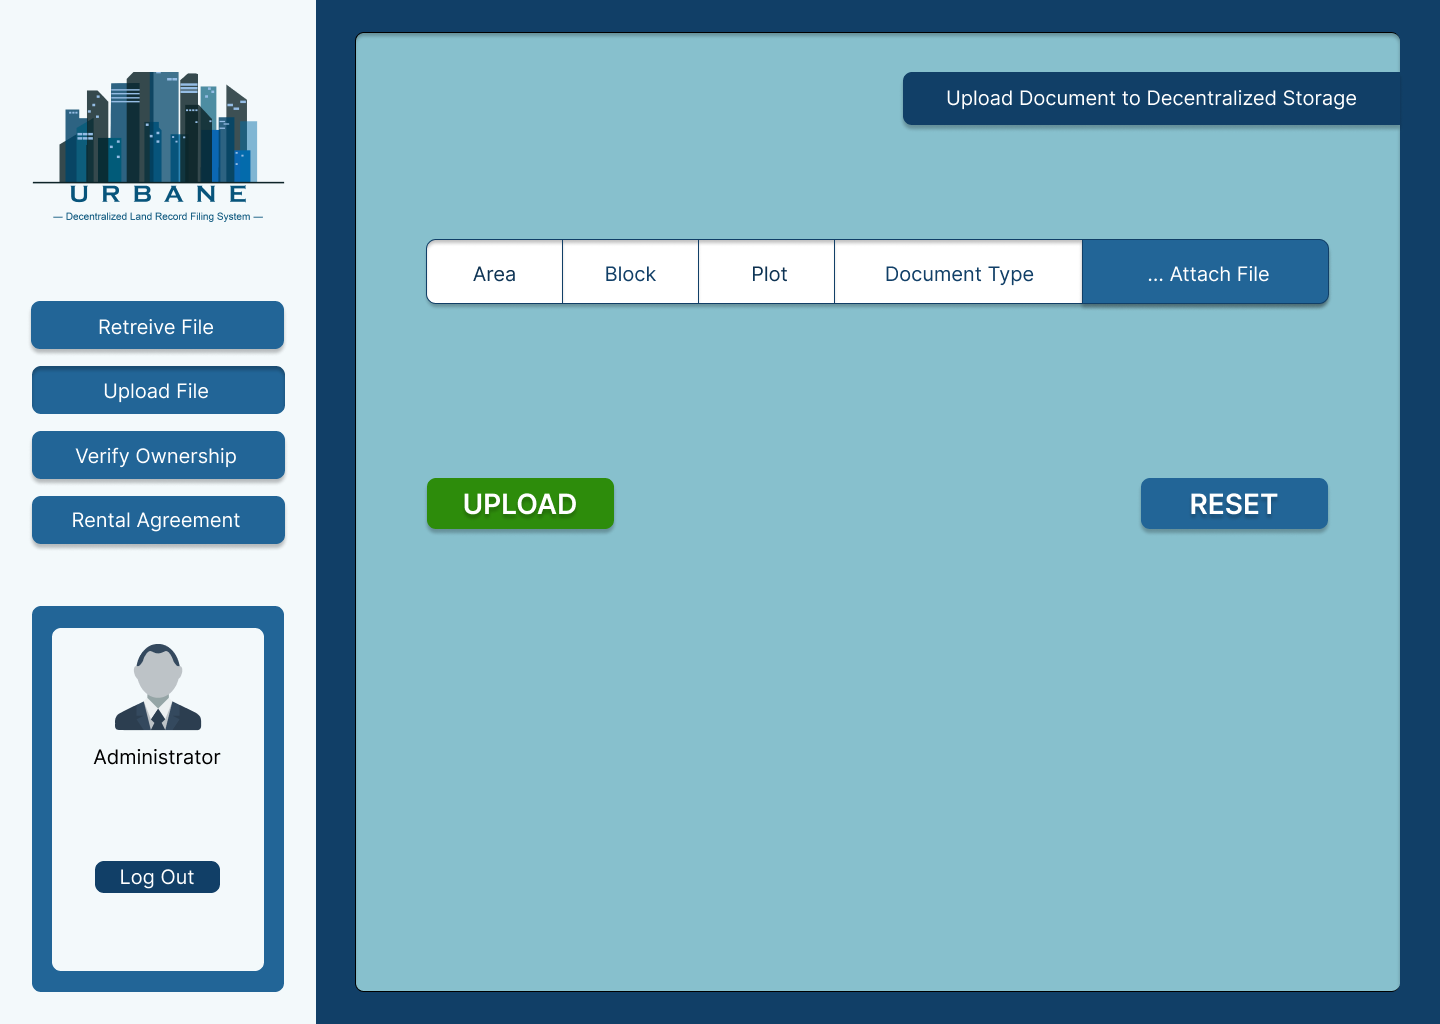 URBANE
— Decentralized Land Record Filing System —
Retreive File
Upload File
Verify Ownership
Rental Agreement
Administrator
Log Out
Upload Document to Decentralized Storage
Area Block Plot Document Type ... Attach File
UPLOAD RESET